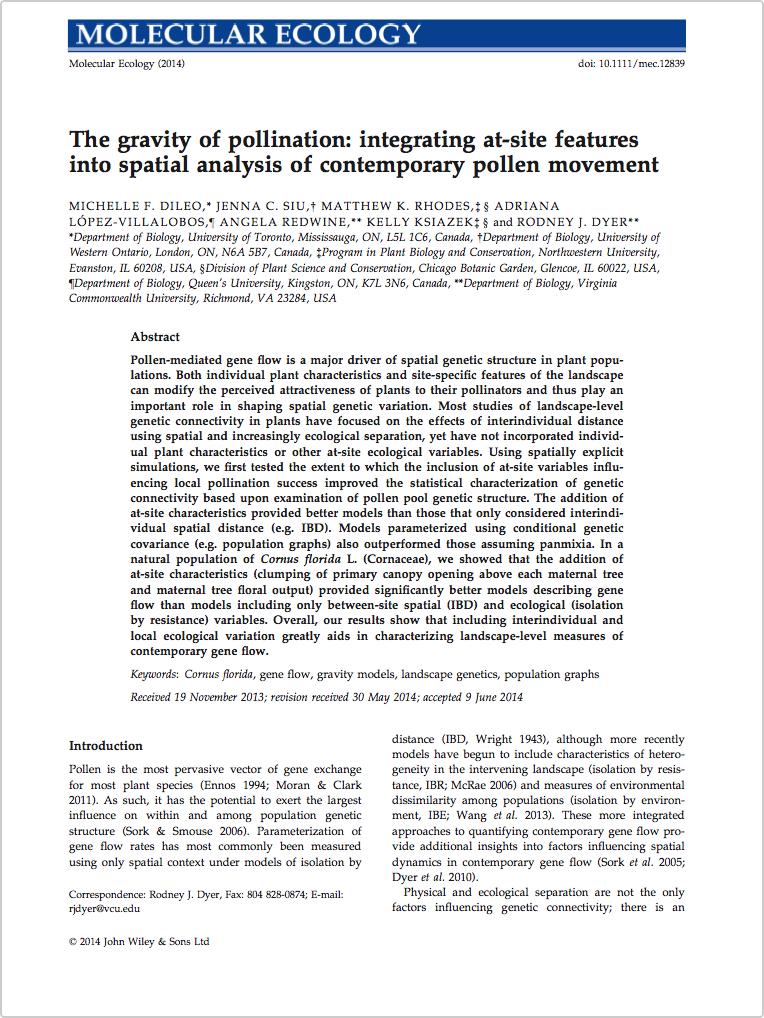 MOLECULAR ECOLOGY
Molecular Ecology (2014)
doi: 10.1111/mec.12839
The gravity of pollination: integrating at-site features
into spatial analysis of contemporary pollen movement
MICHELLE F. DILEO,* JENNA C. SIU,† MATTHEW K. RHODES,‡§ ADRIANA
LÓPEZ-VILLALOBOS,¶ ANGELA REDWINE,** KELLY KSIAZEK‡§ and RODNEY J. DYER**
*Department of Biology, University of Toronto, Mississauga, ON, L5L 1C6, Canada, †Department of Biology, University of
Western Ontario, London, ON, N6A 5B7, Canada, ‡Program in Plant Biology and Conservation, Northwestern University,
Evanston, IL 60208, USA, §Division of Plant Science and Conservation, Chicago Botanic Garden, Glencoe, IL 60022, USA,
¶Department of Biology, Queen's University, Kingston, ON, K7L 3N6, Canada, **Department of Biology, Virginia
Commonwealth University, Richmond, VA 23284, USA
Abstract
Pollen-mediated gene flow is a major driver of spatial genetic structure in plant popu-
lations. Both individual plant characteristics and site-specific features of the landscape
can modify the perceived attractiveness of plants to their pollinators and thus play an
important role in shaping spatial genetic variation. Most studies of landscape-level
genetic connectivity in plants have focused on the effects of interindividual distance
using spatial and increasingly ecological separation, yet have not incorporated individ-
ual plant characteristics or other at-site ecological variables. Using spatially explicit
simulations, we first tested the extent to which the inclusion of at-site variables influ-
encing local pollination success improved the statistical characterization of genetic
connectivity based upon examination of pollen pool genetic structure. The addition of
at-site characteristics provided better models than those that only considered interindi-
vidual spatial distance (e.g. IBD). Models parameterized using conditional genetic
covariance (e.g. population graphs) also outperformed those assuming panmixia. In a
natural population of Cornus florida L. (Cornaceae), we showed that the addition of
at-site characteristics (clumping of primary canopy opening above each maternal tree
and maternal tree floral output) provided significantly better models describing gene
flow than models including only between-site spatial (IBD) and ecological (isolation
by resistance) variables. Overall, our results show that including interindividual and
local ecological variation greatly aids in characterizing landscape-level measures of
contemporary gene flow.
Keywords: Cornus florida, gene flow, gravity models, landscape genetics, population graphs
Received 19 November 2013; revision received 30 May 2014; accepted 9 June 2014
Introduction
Pollen is the most pervasive vector of gene exchange
for most plant species (Ennos 1994; Moran & Clark
2011). As such, it has the potential to exert the largest
influence on within and among population genetic
structure (Sork & Smouse 2006). Parameterization of
gene flow rates has most commonly been measured
using only spatial context under models of isolation by
distance (IBD, Wright 1943), although more recently
models have begun to include characteristics of hetero-
geneity in the intervening landscape (isolation by resis-
tance, IBR; McRae 2006) and measures of environmental
dissimilarity among populations (isolation by environ-
ment, IBE; Wang et al. 2013). These more integrated
approaches to quantifying contemporary gene flow pro-
vide additional insights into factors influencing spatial
dynamics in contemporary gene flow (Sork et al. 2005;
Dyer et al. 2010).
Physical and ecological separation are not the only
factors influencing genetic connectivity; there is an
Correspondence: Rodney J. Dyer, Fax: 804 828-0874; E-mail:
rjdyer@vcu.edu
© 2014 John Wiley & Sons Ltd